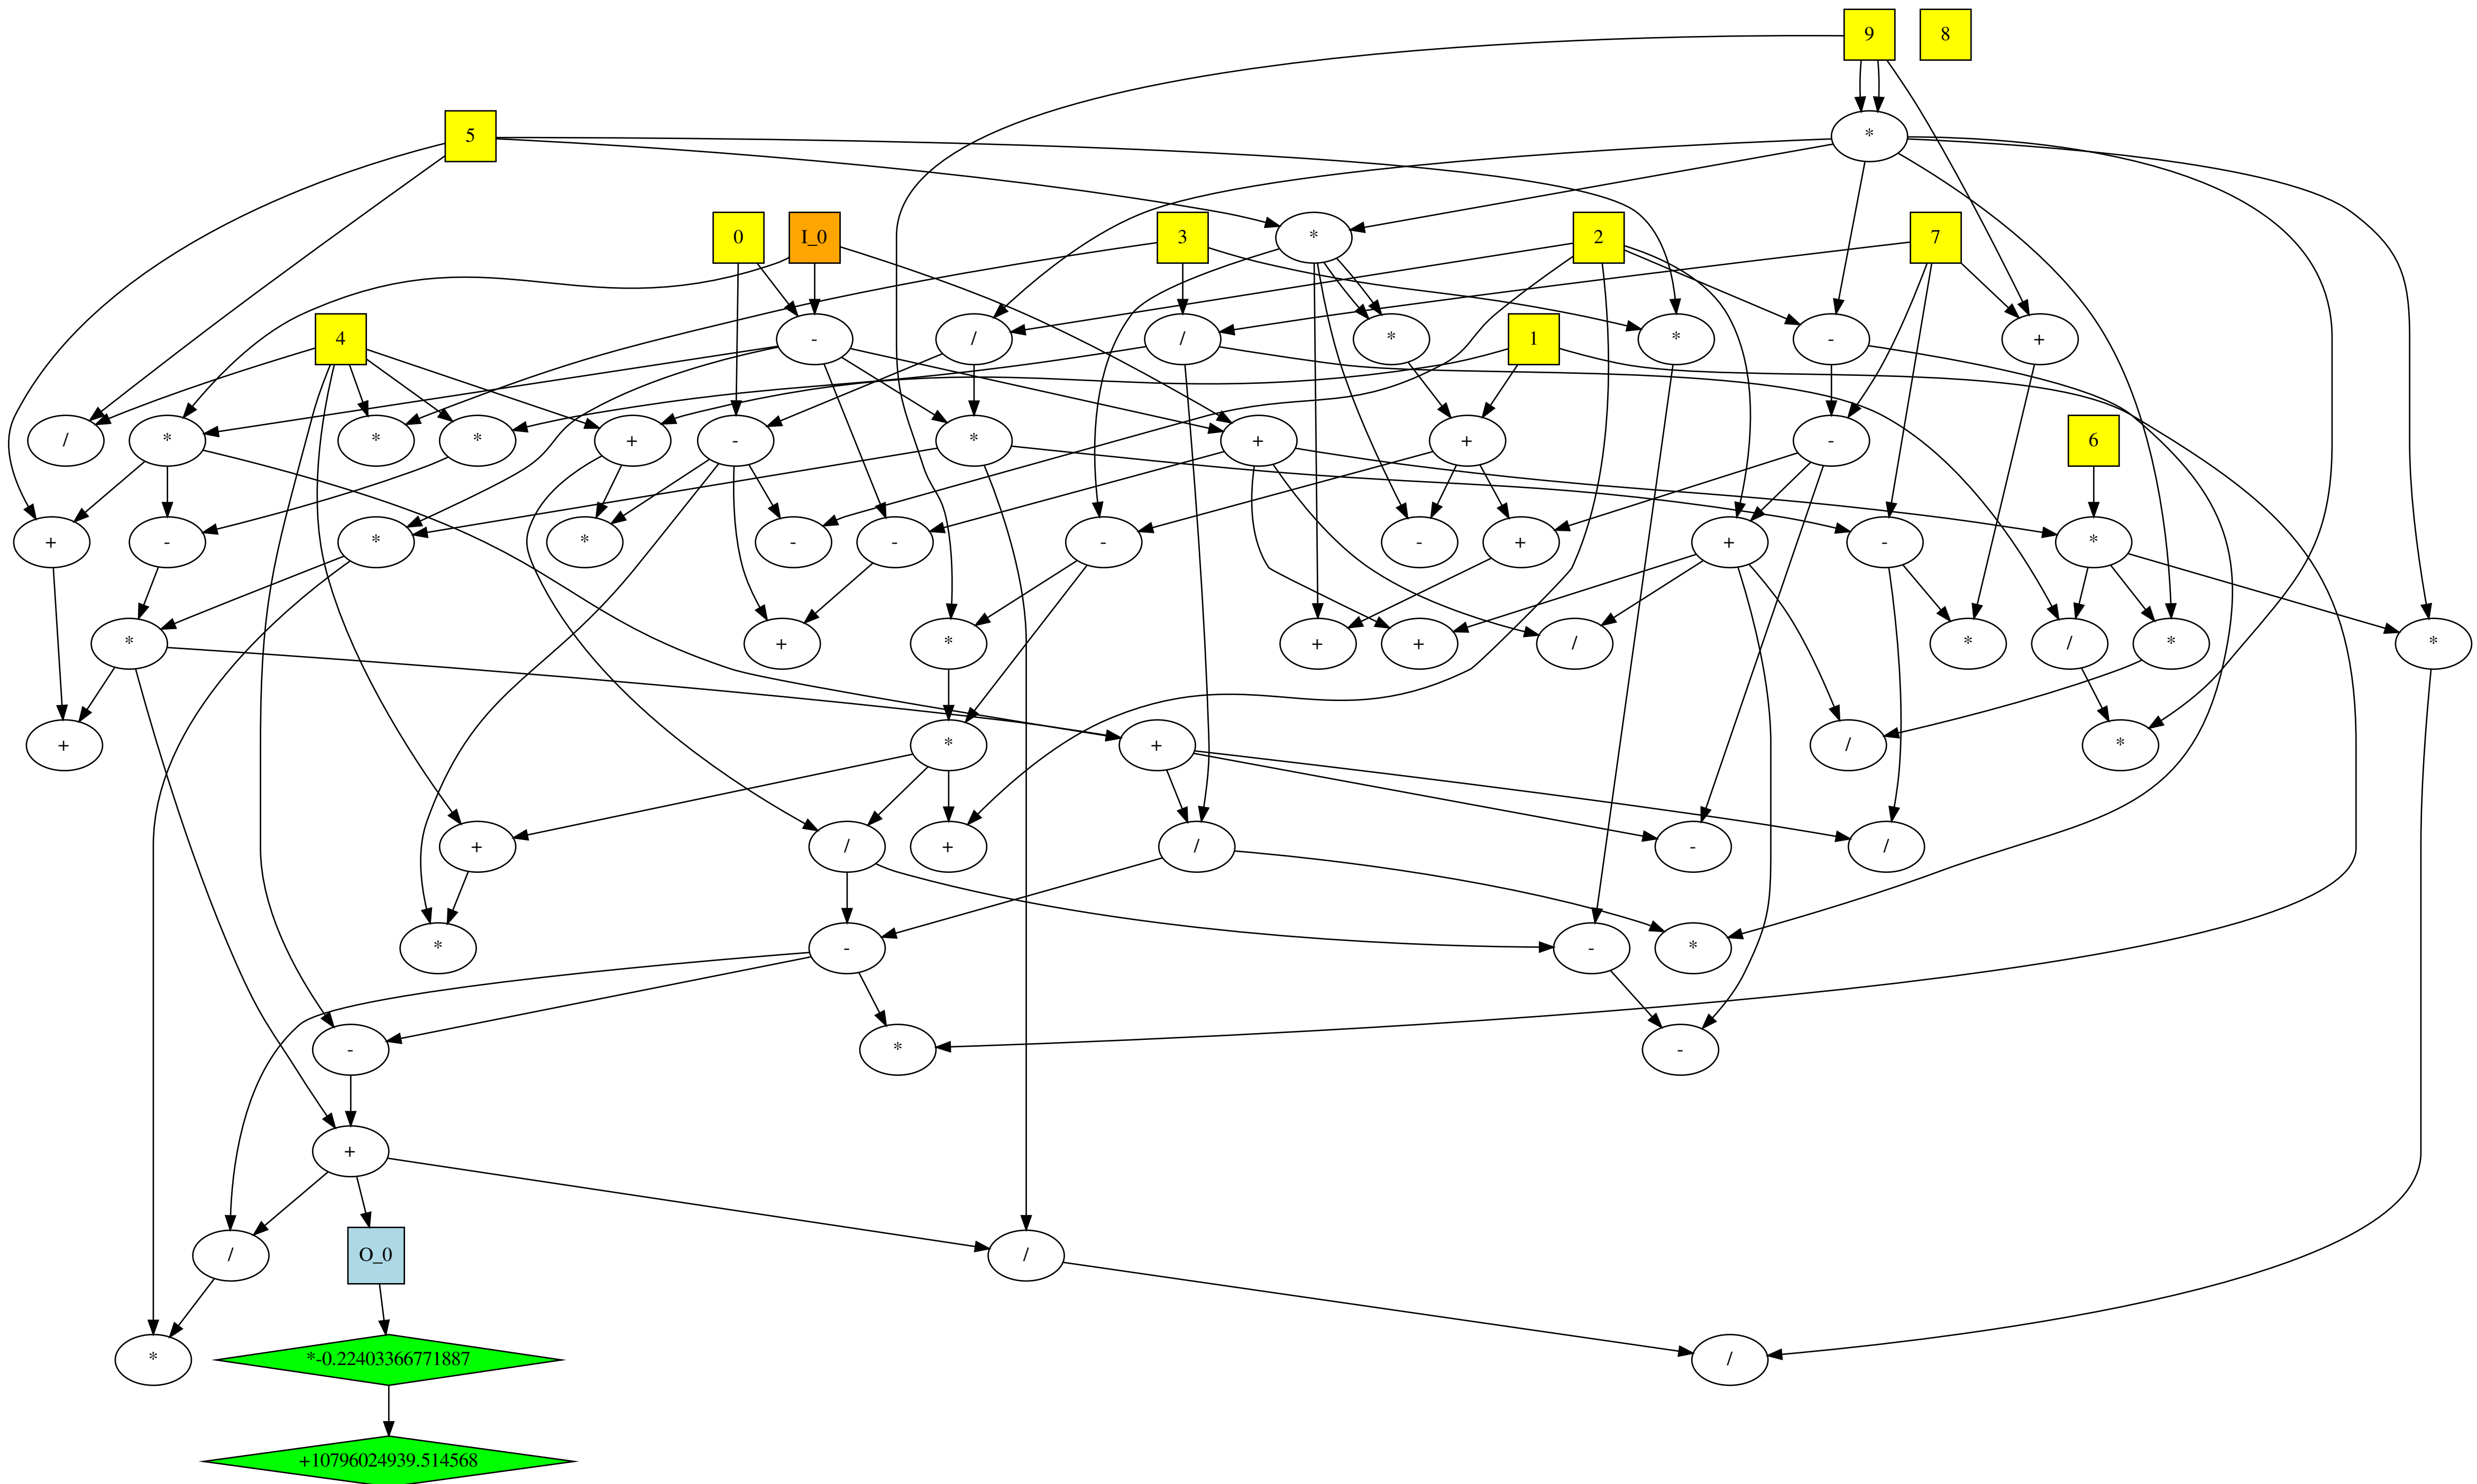 9 8
5 *
0 I_0 * 3 2 7
4 - / / * 1 * - +
/ * * * + - * + + - 6
+ - * * - - - - + + - *
* + * + + / * / * *
+ * + / *
+ / + / - /
* - - *
- * -
+
/ O_0 /
* *-0.22403366771887 /
+10796024939.514568